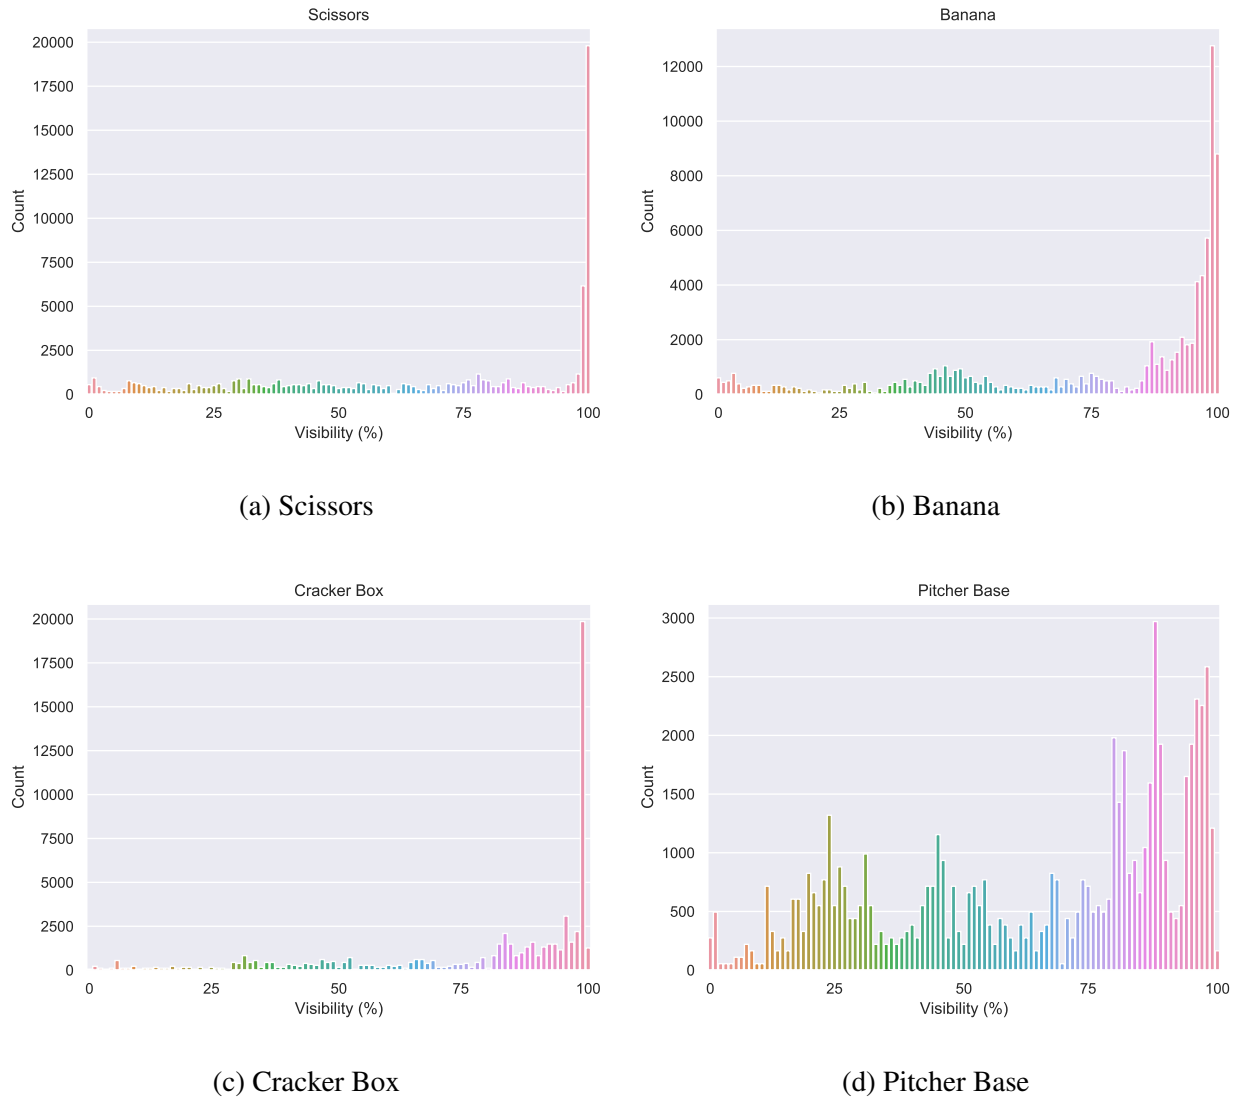 Scissors
20000
17500
15000
12500
10000
7500
5000
2500
0
Count
0 25 50 75 100
Visibility (%)
(a) Scissors
Banana
12000
10000
8000
6000
4000
2000
0
Count
0 25 50 75 100
Visibility (%)
(b) Banana
Cracker Box
20000
17500
15000
12500
10000
7500
5000
2500
0
Count
0 25 50 75 100
Visibility (%)
(c) Cracker Box
Pitcher Base
3000
2500
2000
1500
1000
500
0
Count
0 25 50 75 100
Visibility (%)
(d) Pitcher Base